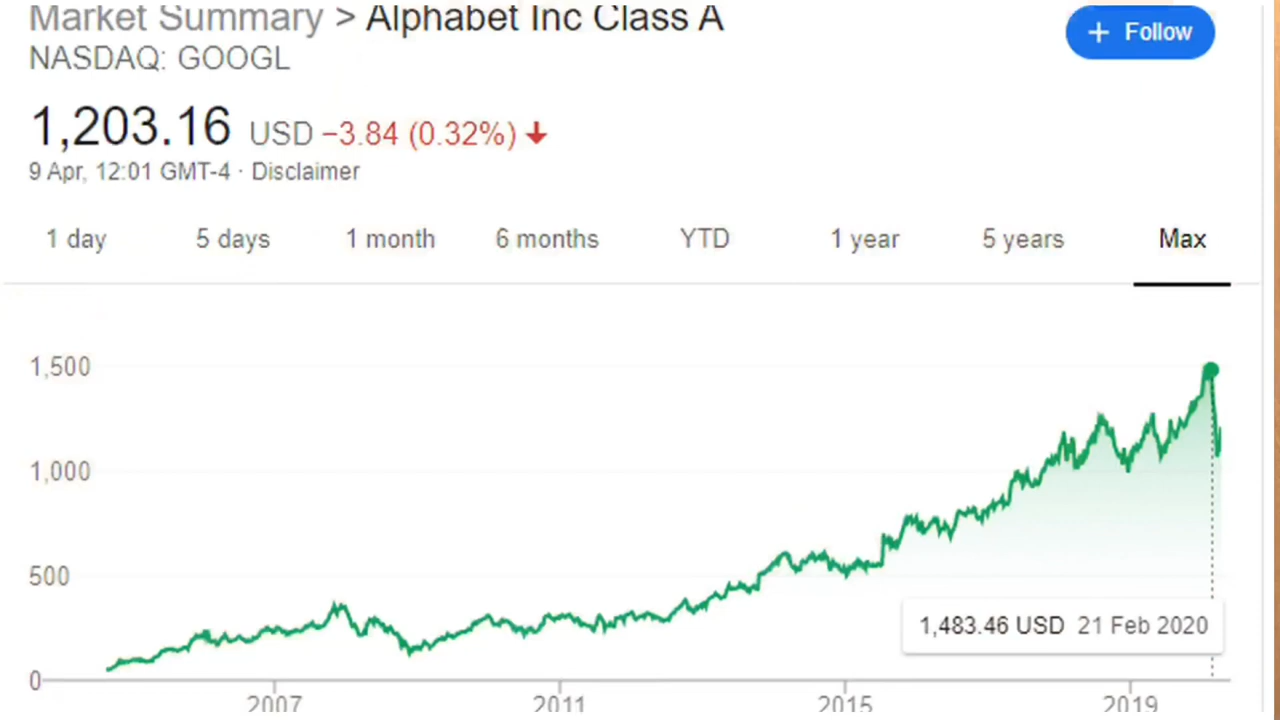 Market Summary > Alphabet Inc Class A
+ Follow
NASDAQ: GOOGL
1,203.16 USD −3.84 (0.32%)
9 Apr, 12:01 GMT-4 · Disclaimer
1 day 5 days 1 month 6 months YTD 1 year 5 years Max
1,500
1,000
500
1,483.46 USD 21 Feb 2020
0
2007 2011 2015 2019